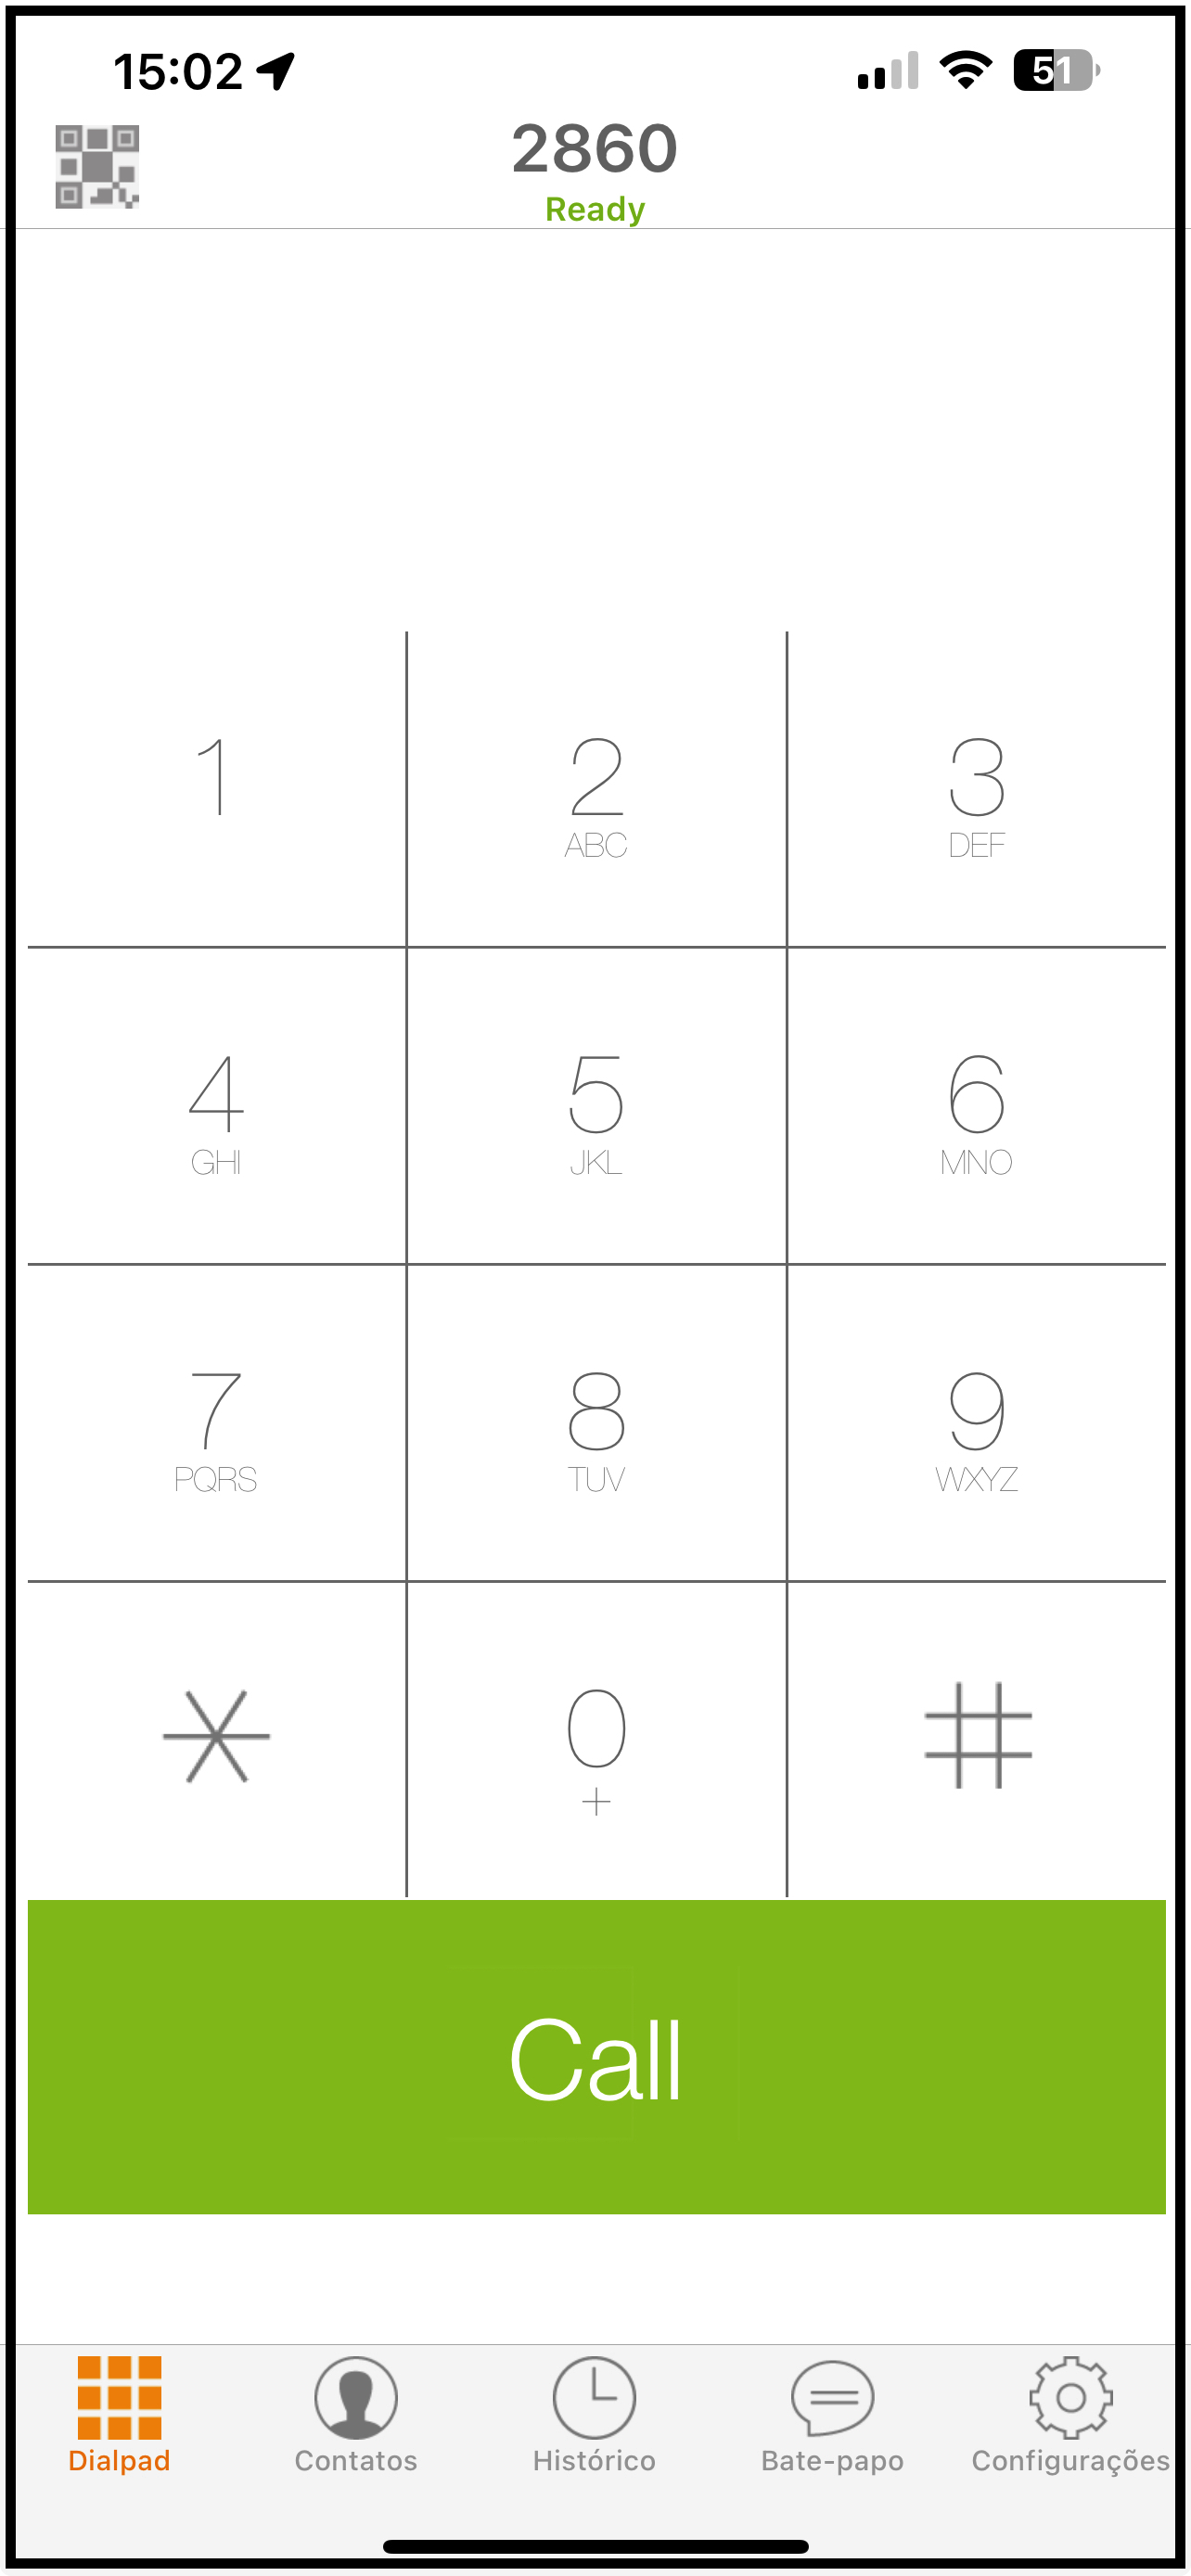 15:02 51
2860
Ready
1 2 3
ABC DEF
4 5 6
GHI JKL MNO
7 8 9
PQRS TUV WXYZ
* 0 #
+
Call
Dialpad Contatos Histórico Bate-papo Configurações